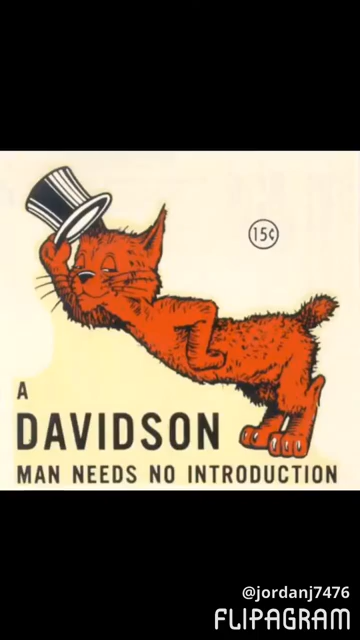 15¢
A
DAVIDSON
MAN NEEDS NO INTRODUCTION
@jordanj7476
FLIPAGRAM